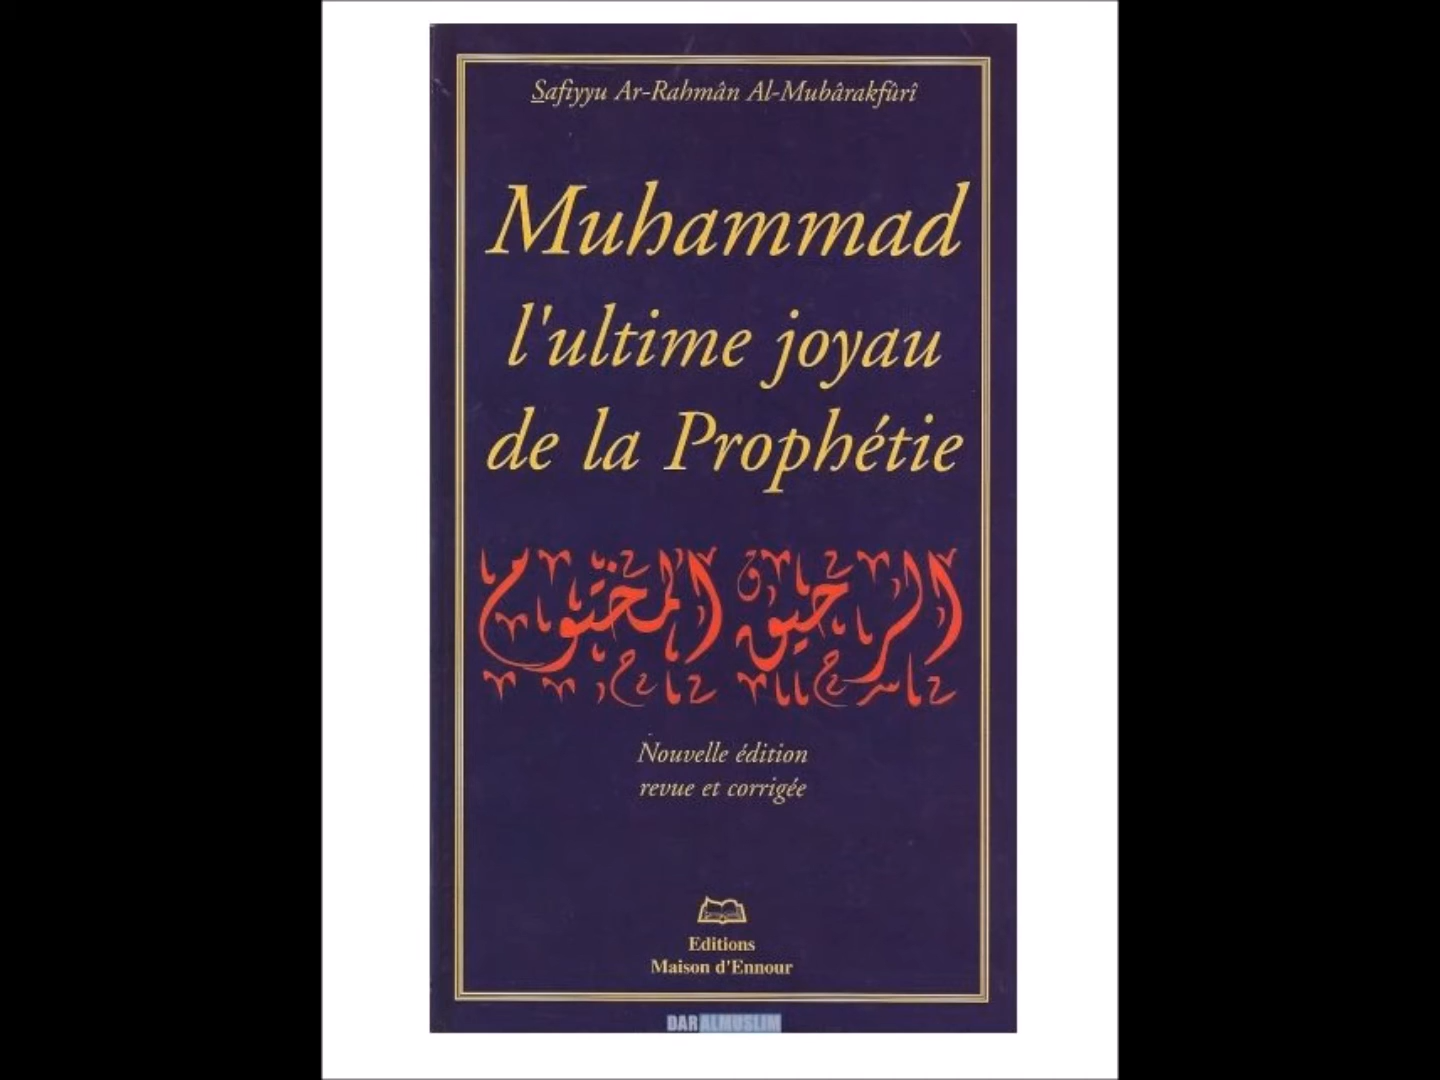 Safiyyu Ar-Rahmân Al-Mubârakfûrî
Muhammad
l'ultime joyau
de la Prophétie
الرحيق المختوم
Nouvelle édition
revue et corrigée
Editions
Maison d'Ennour
DAR ALMUSLIM